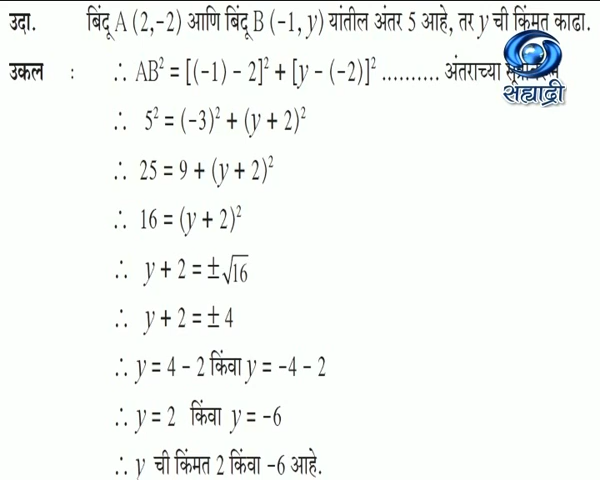 उदा. बिंदू A (2,-2) आणि बिंदू B (-1, y) यांतील अंतर 5 आहे, तर y ची किंमत काढा.
उकल : ∴ AB² = [(-1) - 2]² + [y - (-2)]² .......... अंतराच्या
सह्याद्री
∴ 5² = (-3)² + (y + 2)²
∴ 25 = 9 + (y + 2)²
∴ 16 = (y + 2)²
∴ y + 2 = ±√16
∴ y + 2 = ± 4
∴ y = 4 - 2 किंवा y = -4 - 2
∴ y = 2 किंवा y = -6
∴ y ची किंमत 2 किंवा -6 आहे.